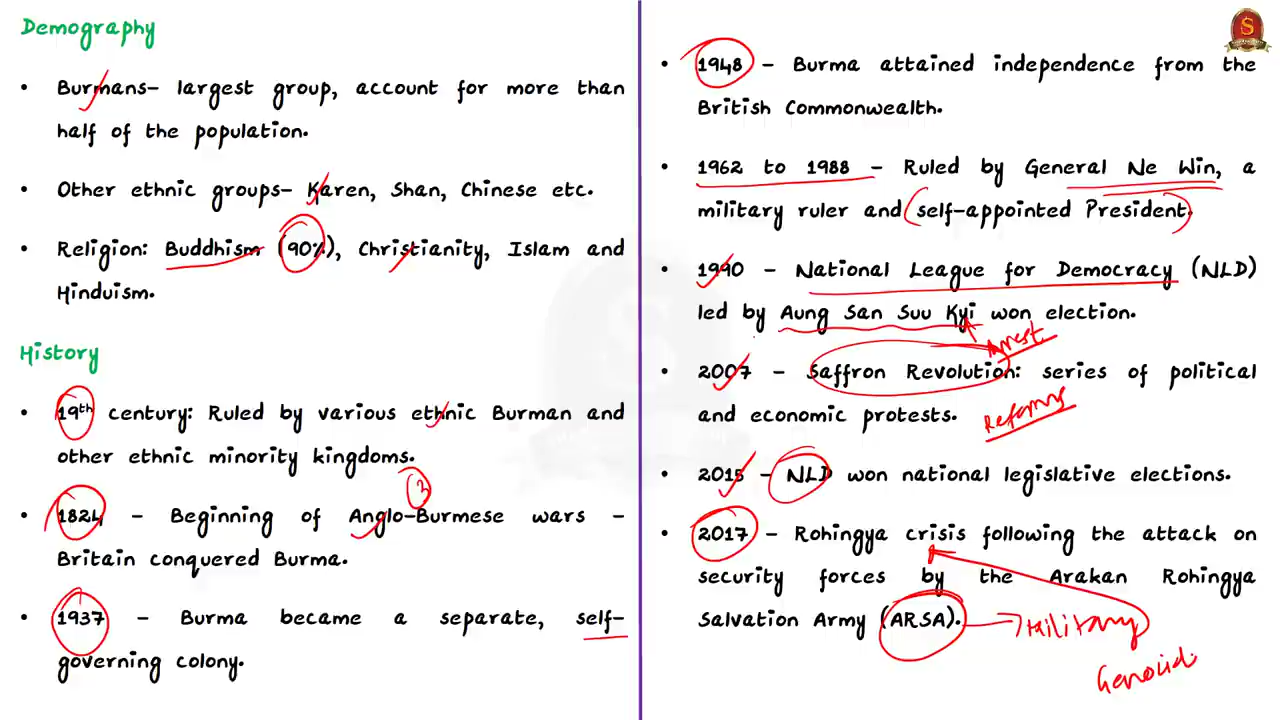 Demography
• Burmans- largest group, account for more than
half of the population.
• Other ethnic groups- Karen, Shan, Chinese etc.
• Religion: Buddhism (90%), Christianity, Islam and
Hinduism.
History
• 19th century: Ruled by various ethnic Burman and
other ethnic minority kingdoms.
3
• 1824 - Beginning of Anglo-Burmese wars -
Britain conquered Burma.
• 1937 - Burma became a separate, self-
governing colony.
S
• 1948 - Burma attained independence from the
British Commonwealth.
• 1962 to 1988 - Ruled by General Ne Win, a
military ruler and self-appointed President.
• 1990 - National League for Democracy (NLD)
led by Aung San Suu Kyi won election.
Arrest
• 2007 - Saffron Revolution: series of political
and economic protests.
Reforms
• 2015 - NLD won national legislative elections.
• 2017 - Rohingya crisis following the attack on
security forces by the Arakan Rohingya
Salvation Army (ARSA).
Military
Genocid